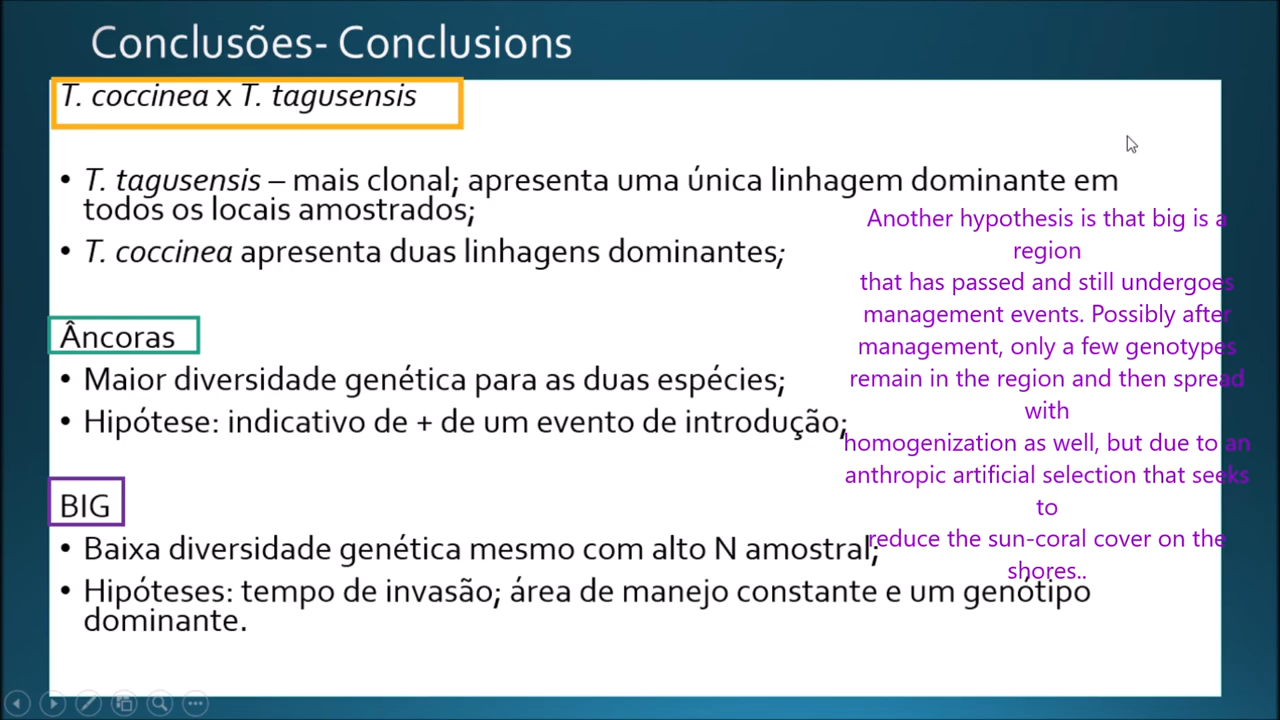 Conclusões- Conclusions
T. coccinea x T. tagusensis
• T. tagusensis – mais clonal; apresenta uma única linhagem dominante em
todos os locais amostrados;
• T. coccinea apresenta duas linhagens dominantes;
Âncoras
• Maior diversidade genética para as duas espécies;
• Hipótese: indicativo de + de um evento de introdução;
BIG
• Baixa diversidade genética mesmo com alto N amostral;
• Hipóteses: tempo de invasão; área de manejo constante e um genótipo
dominante.
Another hypothesis is that big is a
region
that has passed and still undergoes
management events. Possibly after
management, only a few genotypes
remain in the region and then spread
with
homogenization as well, but due to an
anthropic artificial selection that seeks
to
reduce the sun-coral cover on the
shores..